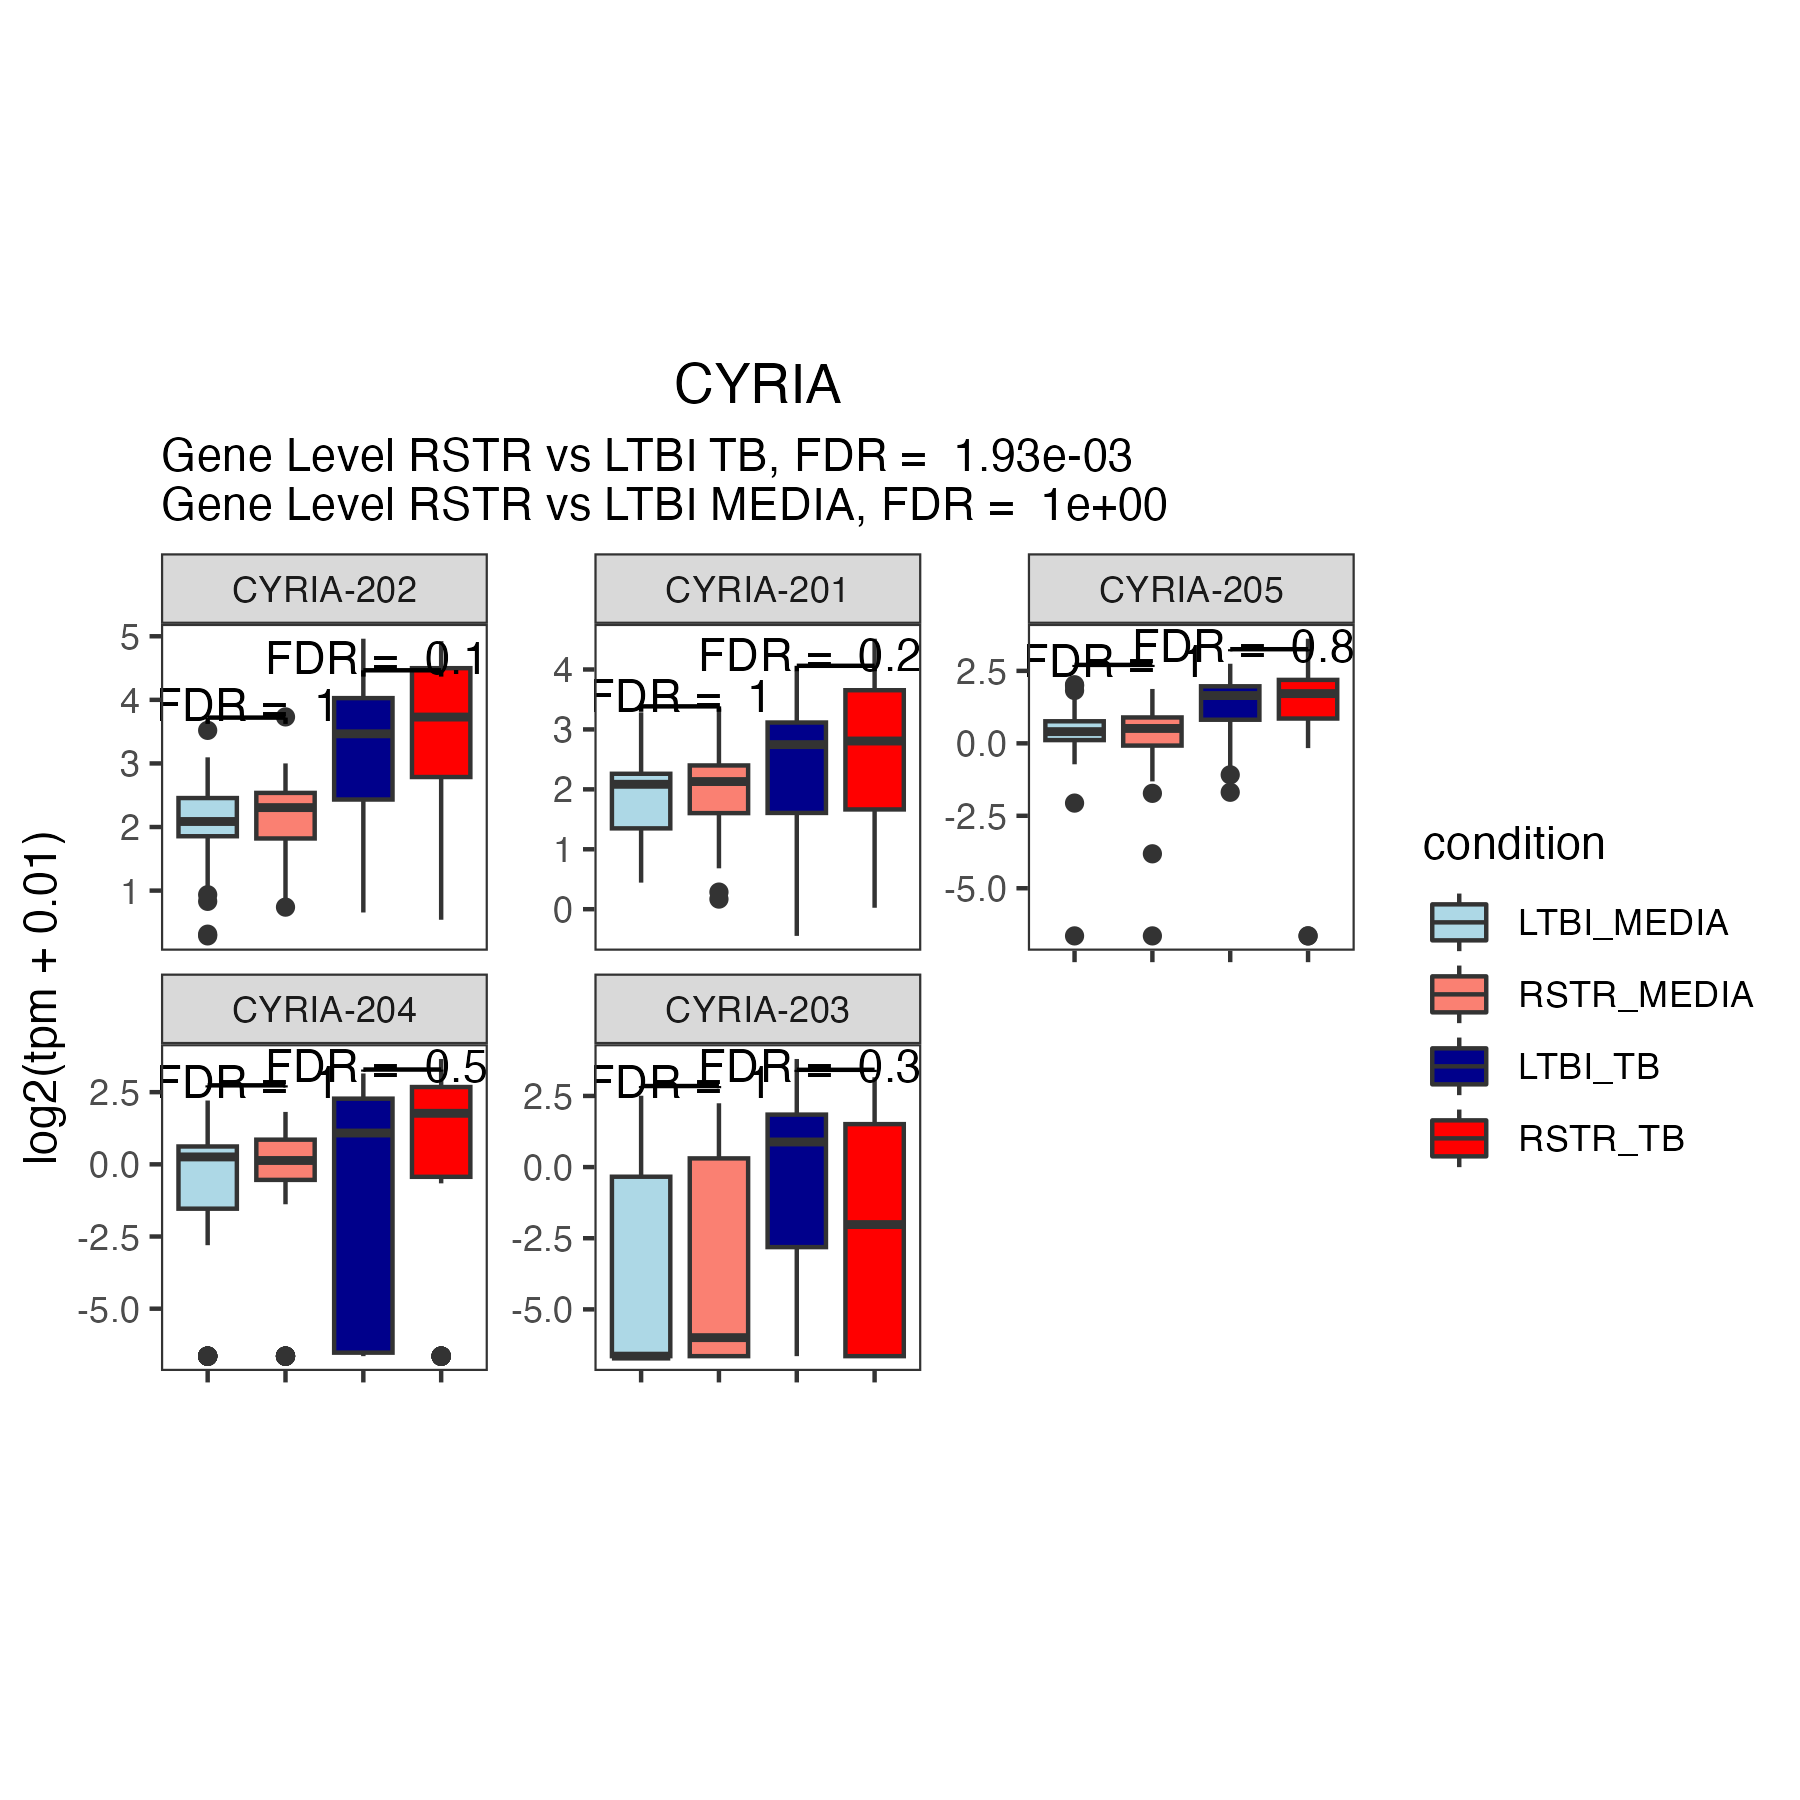 CYRIA
Gene Level RSTR vs LTBI TB, FDR =  1.93e-03
Gene Level RSTR vs LTBI MEDIA, FDR =  1e+00
CYRIA-202
CYRIA-201
CYRIA-205
FDR =  0.1
FDR =  1
5
4
3
2
1
FDR =  0.2
FDR =  1
4
3
2
1
0
FDR =  0.8
FDR =  1
2.5
0.0
-2.5
-5.0
CYRIA-204
CYRIA-203
FDR =  0.5
FDR =  1
2.5
0.0
-2.5
-5.0
FDR =  0.3
FDR =  1
2.5
0.0
-2.5
-5.0
log2(tpm + 0.01)
condition
LTBI_MEDIA
RSTR_MEDIA
LTBI_TB
RSTR_TB